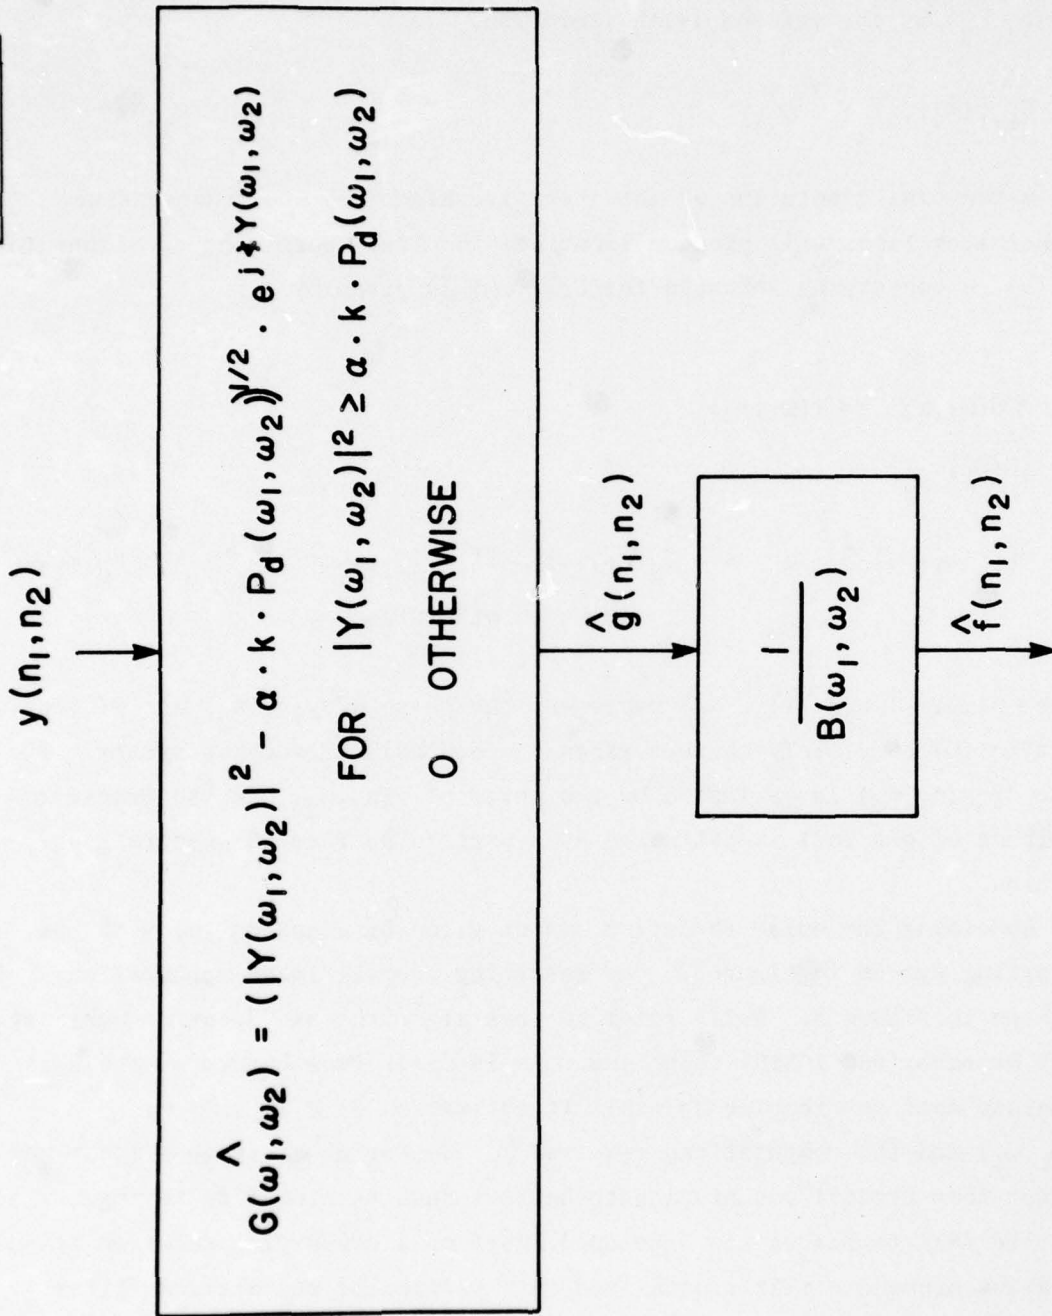 y(n₁,n₂)
Ĝ(ω₁,ω₂) = (|Y(ω₁,ω₂)|² − α · k · P_d(ω₁,ω₂))^{1/2} · e^{j∢Y(ω₁,ω₂)}
FOR |Y(ω₁,ω₂)|² ≥ α · k · P_d(ω₁,ω₂)
O OTHERWISE
ĝ(n₁,n₂)
1
B(ω₁,ω₂)
f̂(n₁,n₂)